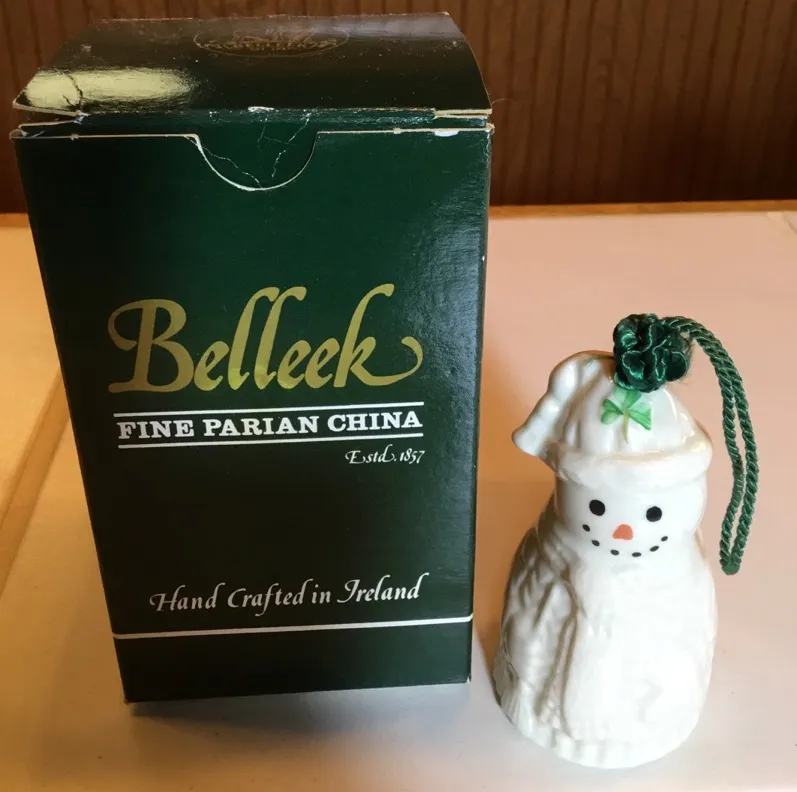 Belleek
FINE PARIAN CHINA
Estd. 1857
Hand Crafted in Ireland